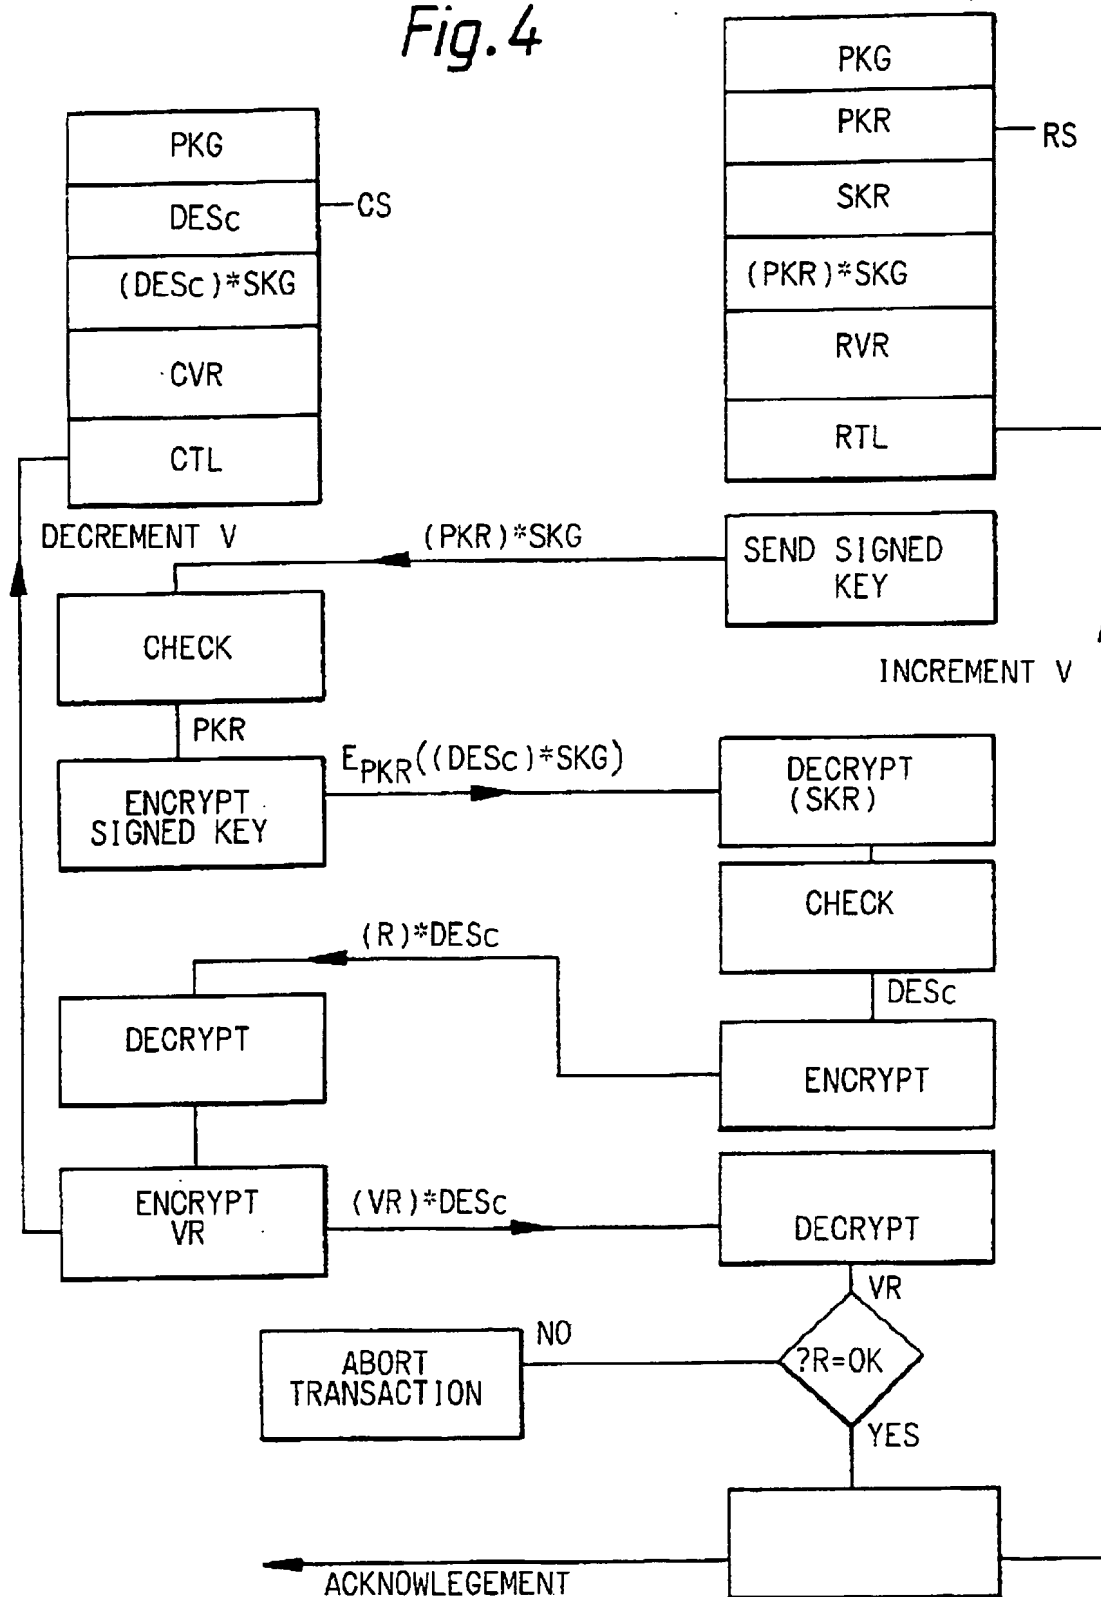 Fig.4
PKG
PKR
RS
SKR
(PKR)*SKG
RVR
RTL
PKG
DESc
CS
(DESc)*SKG
CVR
CTL
DECREMENT V
(PKR)*SKG
SEND SIGNED
KEY
CHECK
INCREMENT V
PKR
ENCRYPT
SIGNED KEY
EPKR((DESc)*SKG)
DECRYPT
(SKR)
CHECK
DESc
(R)*DESc
DECRYPT
ENCRYPT
ENCRYPT
VR
(VR)*DESc
DECRYPT
VR
?R=OK
NO
ABORT
TRANSACTION
YES
ACKNOWLEGEMENT